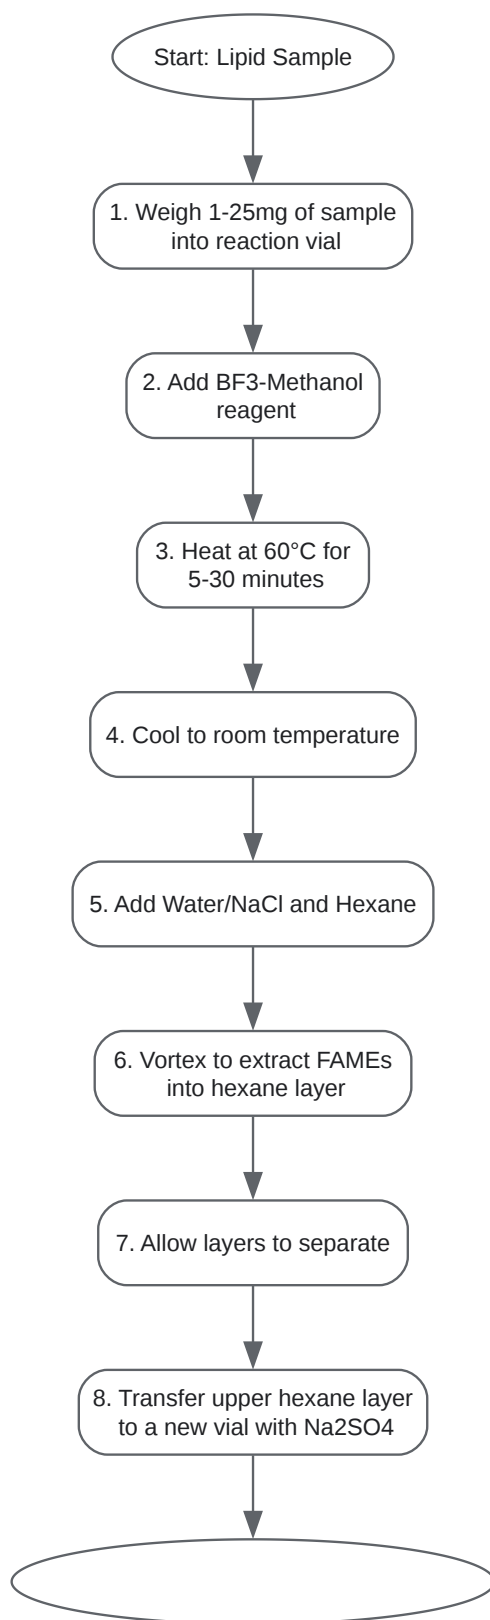 Start: Lipid Sample
1. Weigh 1-25mg of sample
into reaction vial
2. Add BF3-Methanol
reagent
3. Heat at 60°C for
5-30 minutes
4. Cool to room temperature
5. Add Water/NaCl and Hexane
6. Vortex to extract FAMEs
into hexane layer
7. Allow layers to separate
8. Transfer upper hexane layer
to a new vial with Na2SO4